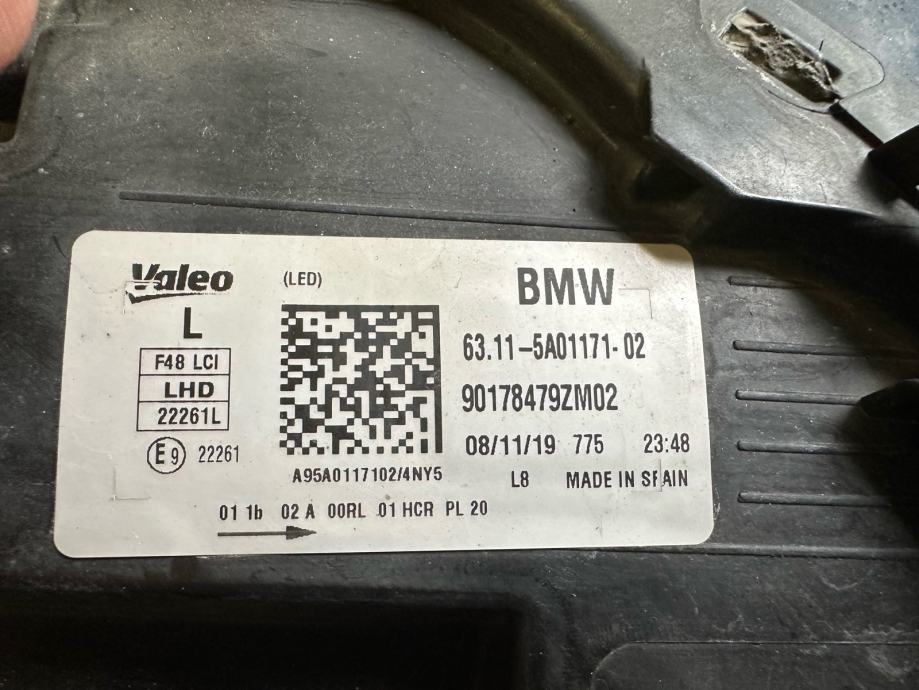 Valeo (LED) BMW
L
F48 LCI
LHD
22261L
E9 22261
63.11-5A01171-02
90178479ZM02
08/11/19 775 23:48
A95A0117102/4NY5
L8 MADE IN SPAIN
01 1b 02 A 00RL 01 HCR PL 20